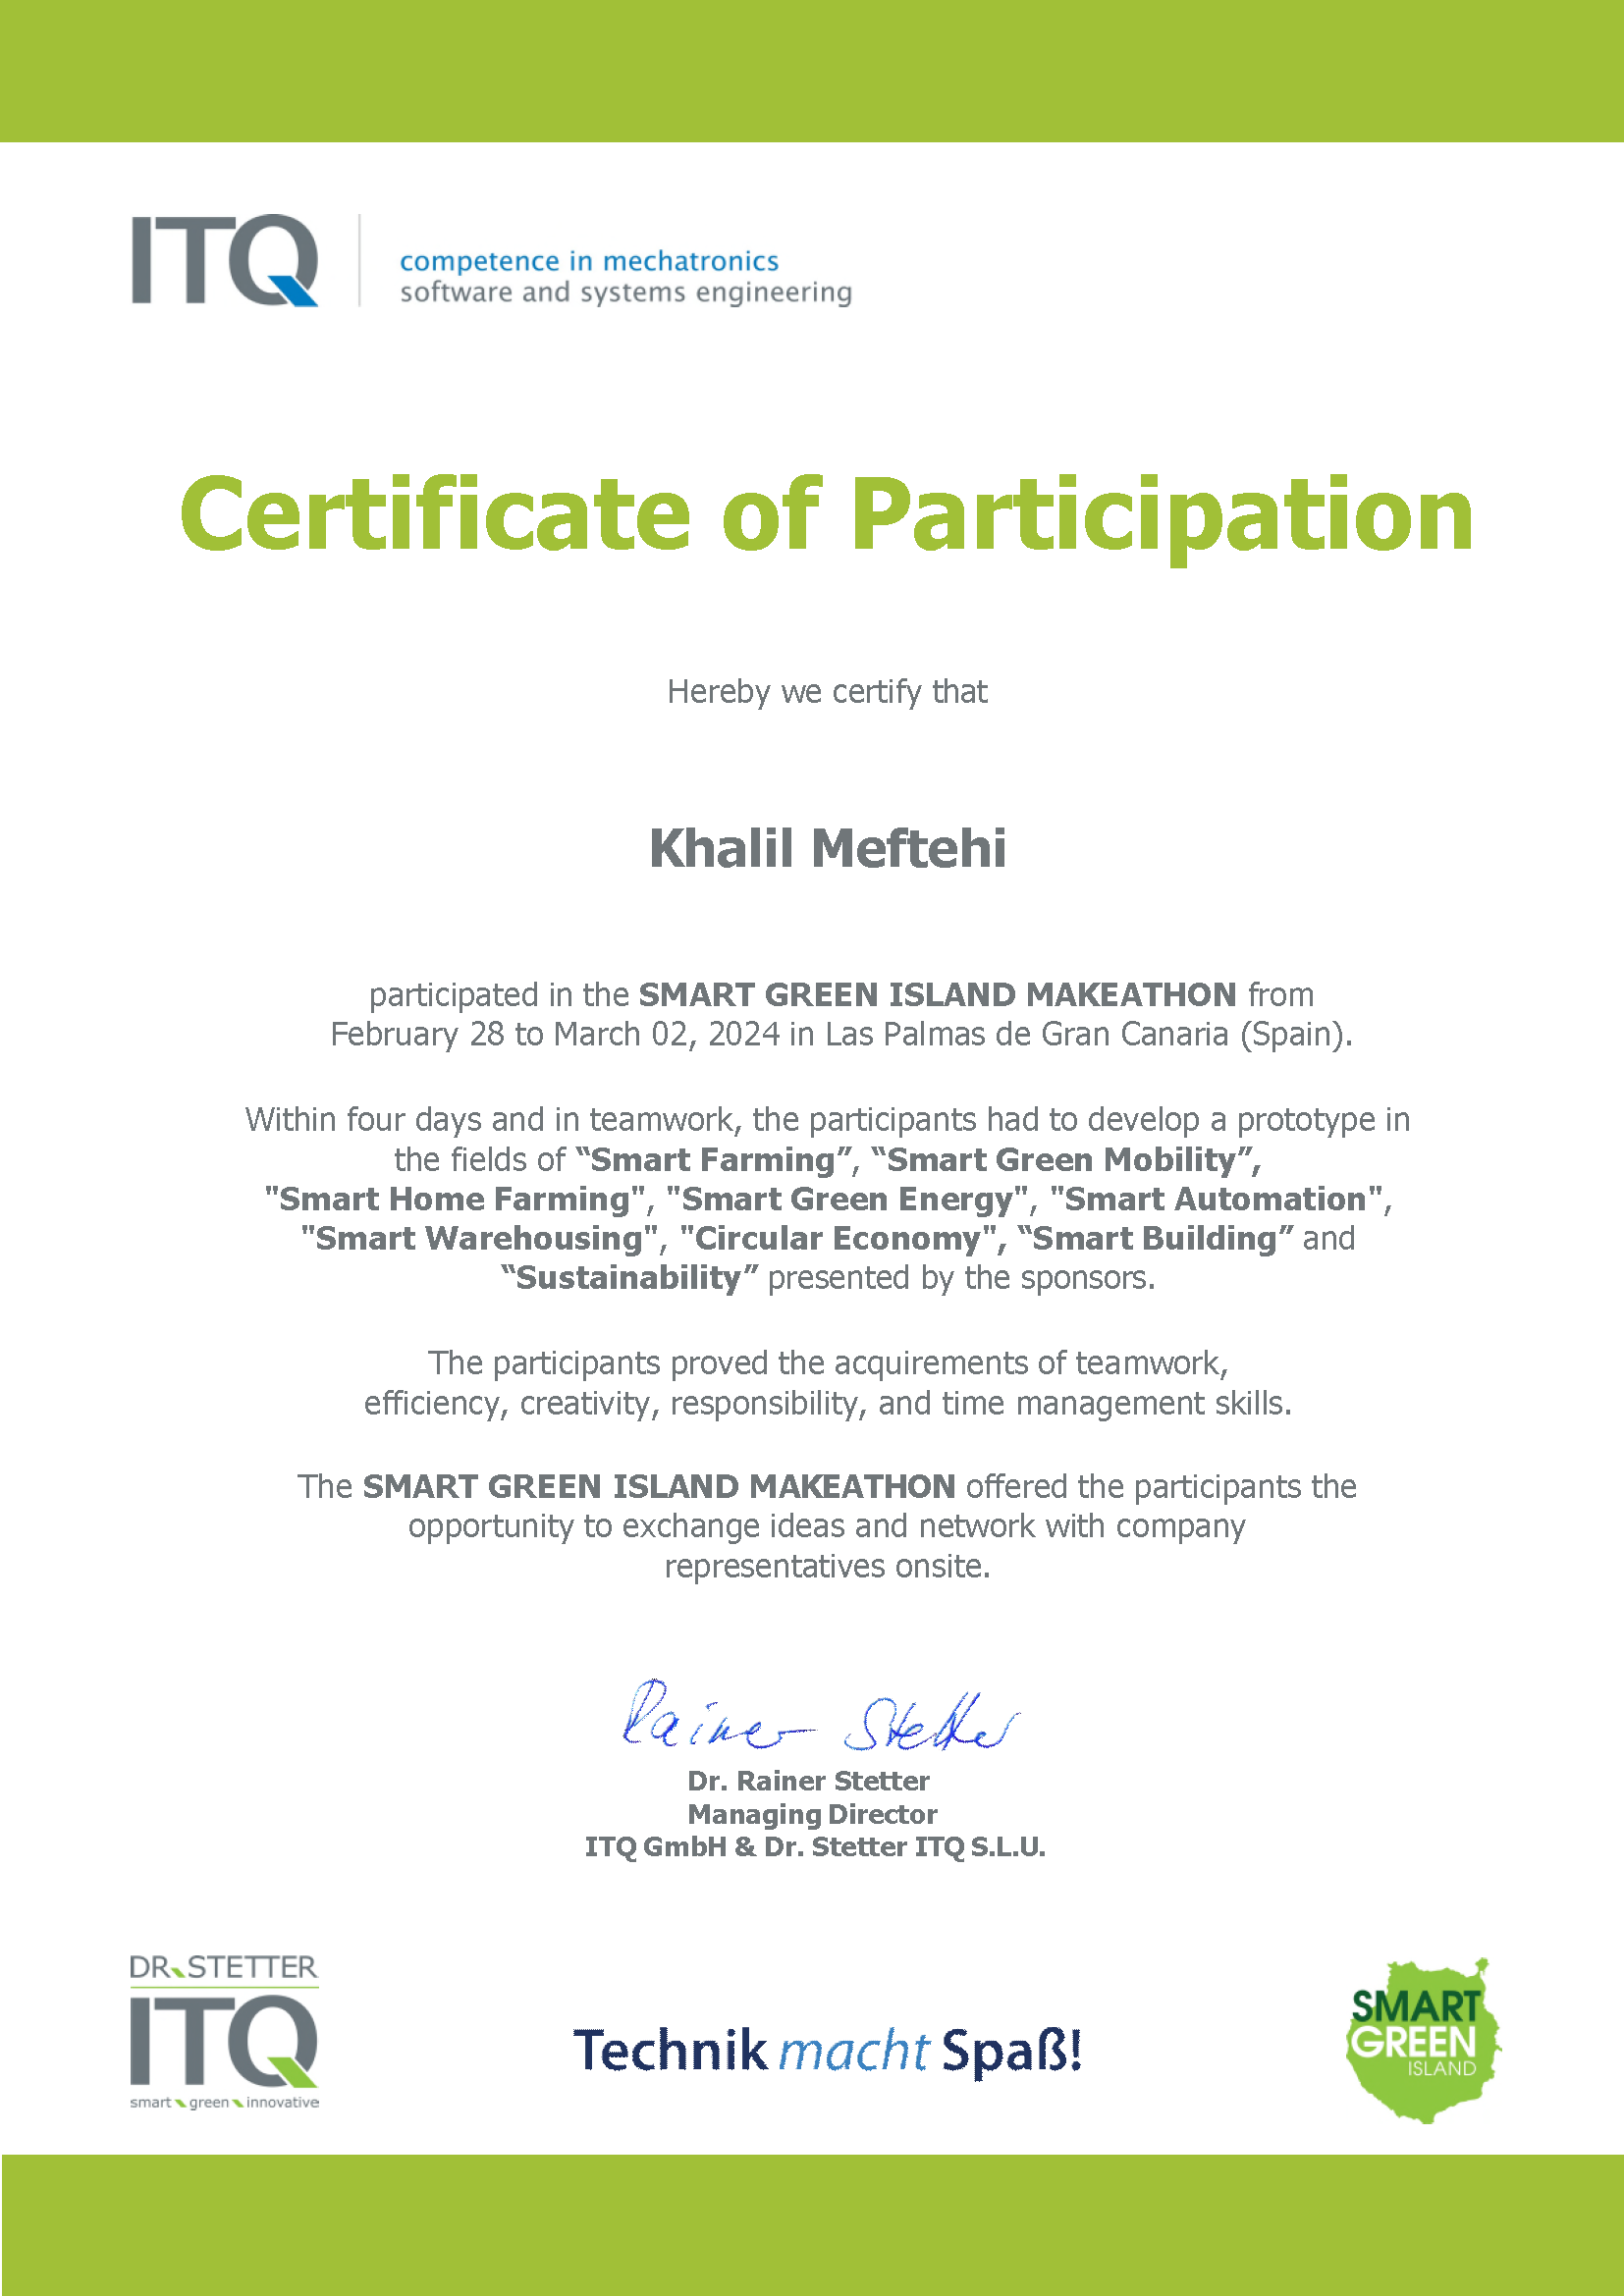 ITQ
competence in mechatronics
software and systems engineering
Certificate of Participation
Hereby we certify that
Khalil Meftehi
participated in the SMART GREEN ISLAND MAKEATHON from
February 28 to March 02, 2024 in Las Palmas de Gran Canaria (Spain).
Within four days and in teamwork, the participants had to develop a prototype in
the fields of “Smart Farming”, “Smart Green Mobility”,
"Smart Home Farming", "Smart Green Energy", "Smart Automation",
"Smart Warehousing", "Circular Economy", “Smart Building” and
“Sustainability” presented by the sponsors.
The participants proved the acquirements of teamwork,
efficiency, creativity, responsibility, and time management skills.
The SMART GREEN ISLAND MAKEATHON offered the participants the
opportunity to exchange ideas and network with company
representatives onsite.
Rainer Stetter
Dr. Rainer Stetter
Managing Director
ITQ GmbH & Dr. Stetter ITQ S.L.U.
DR. STETTER
ITQ
smart green innovative
Technik macht Spaß!
SMART
GREEN
ISLAND